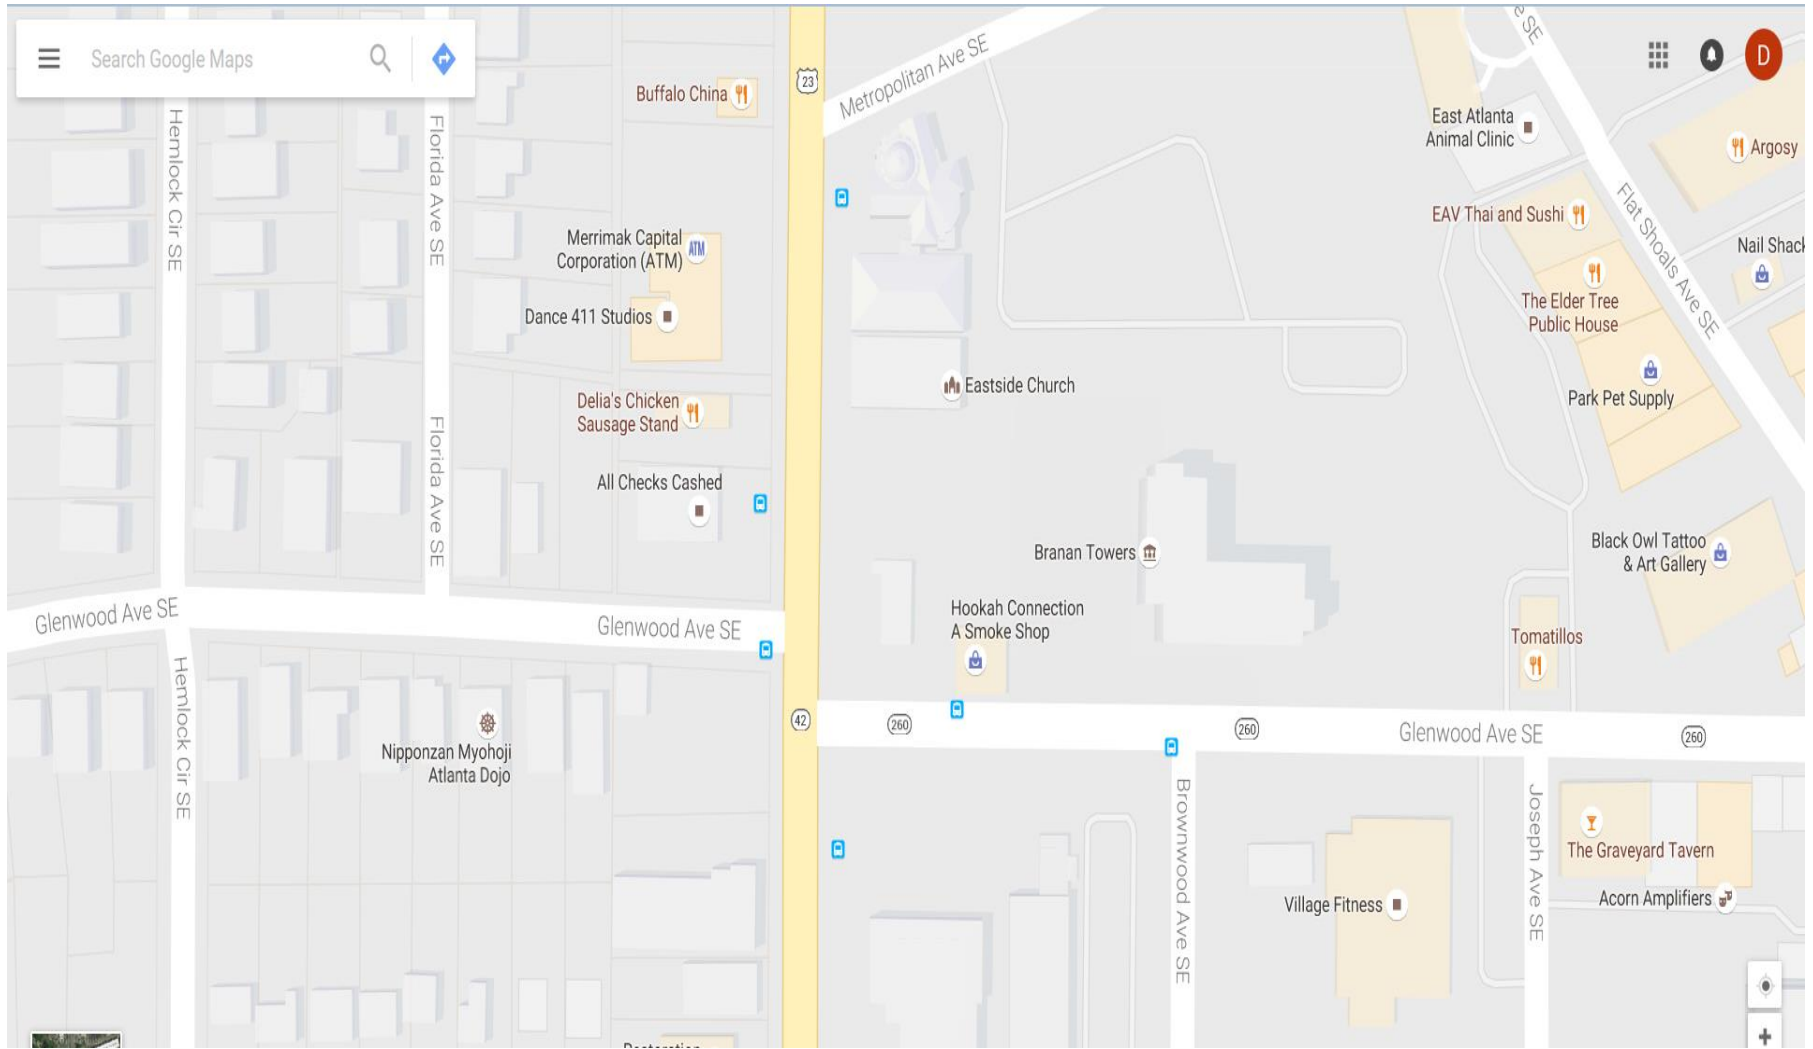 Search Google Maps
D
Hemlock Cir SE
Florida Ave SE
Buffalo China
23
Metropolitan Ave SE
e SE
East Atlanta
Animal Clinic
Argosy
EAV Thai and Sushi
Flat Shoals Ave SE
Nail Shack
Merrimak Capital
Corporation (ATM)
ATM
Dance 411 Studios
The Elder Tree
Public House
Eastside Church
Park Pet Supply
Delia's Chicken
Sausage Stand
Florida Ave SE
All Checks Cashed
Branan Towers
Black Owl Tattoo
& Art Gallery
Glenwood Ave SE
Glenwood Ave SE
Hookah Connection
A Smoke Shop
Tomatillos
Hemlock Cir SE
42
260
260
Glenwood Ave SE
260
Nipponzan Myohoji
Atlanta Dojo
Brownwood Ave SE
Joseph Ave SE
The Graveyard Tavern
Village Fitness
Acorn Amplifiers